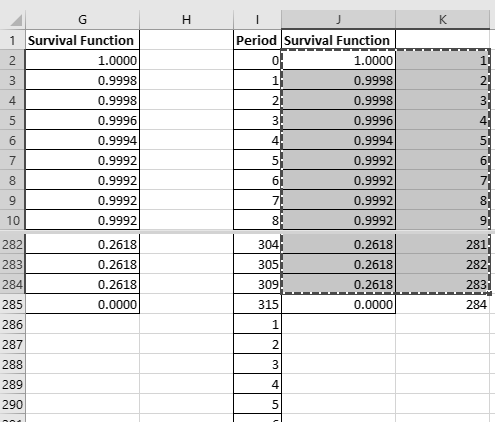 G H I J K
1 Survival Function Period Survival Function
2 1.0000 0 1.0000 1
3 0.9998 1 0.9998 2
4 0.9998 2 0.9998 3
5 0.9996 3 0.9996 4
6 0.9994 4 0.9994 5
7 0.9992 5 0.9992 6
8 0.9992 6 0.9992 7
9 0.9992 7 0.9992 8
10 0.9992 8 0.9992 9
282 0.2618 304 0.2618 281
283 0.2618 305 0.2618 282
284 0.2618 309 0.2618 283
285 0.0000 315 0.0000 284
286 1
287 2
288 3
289 4
290 5